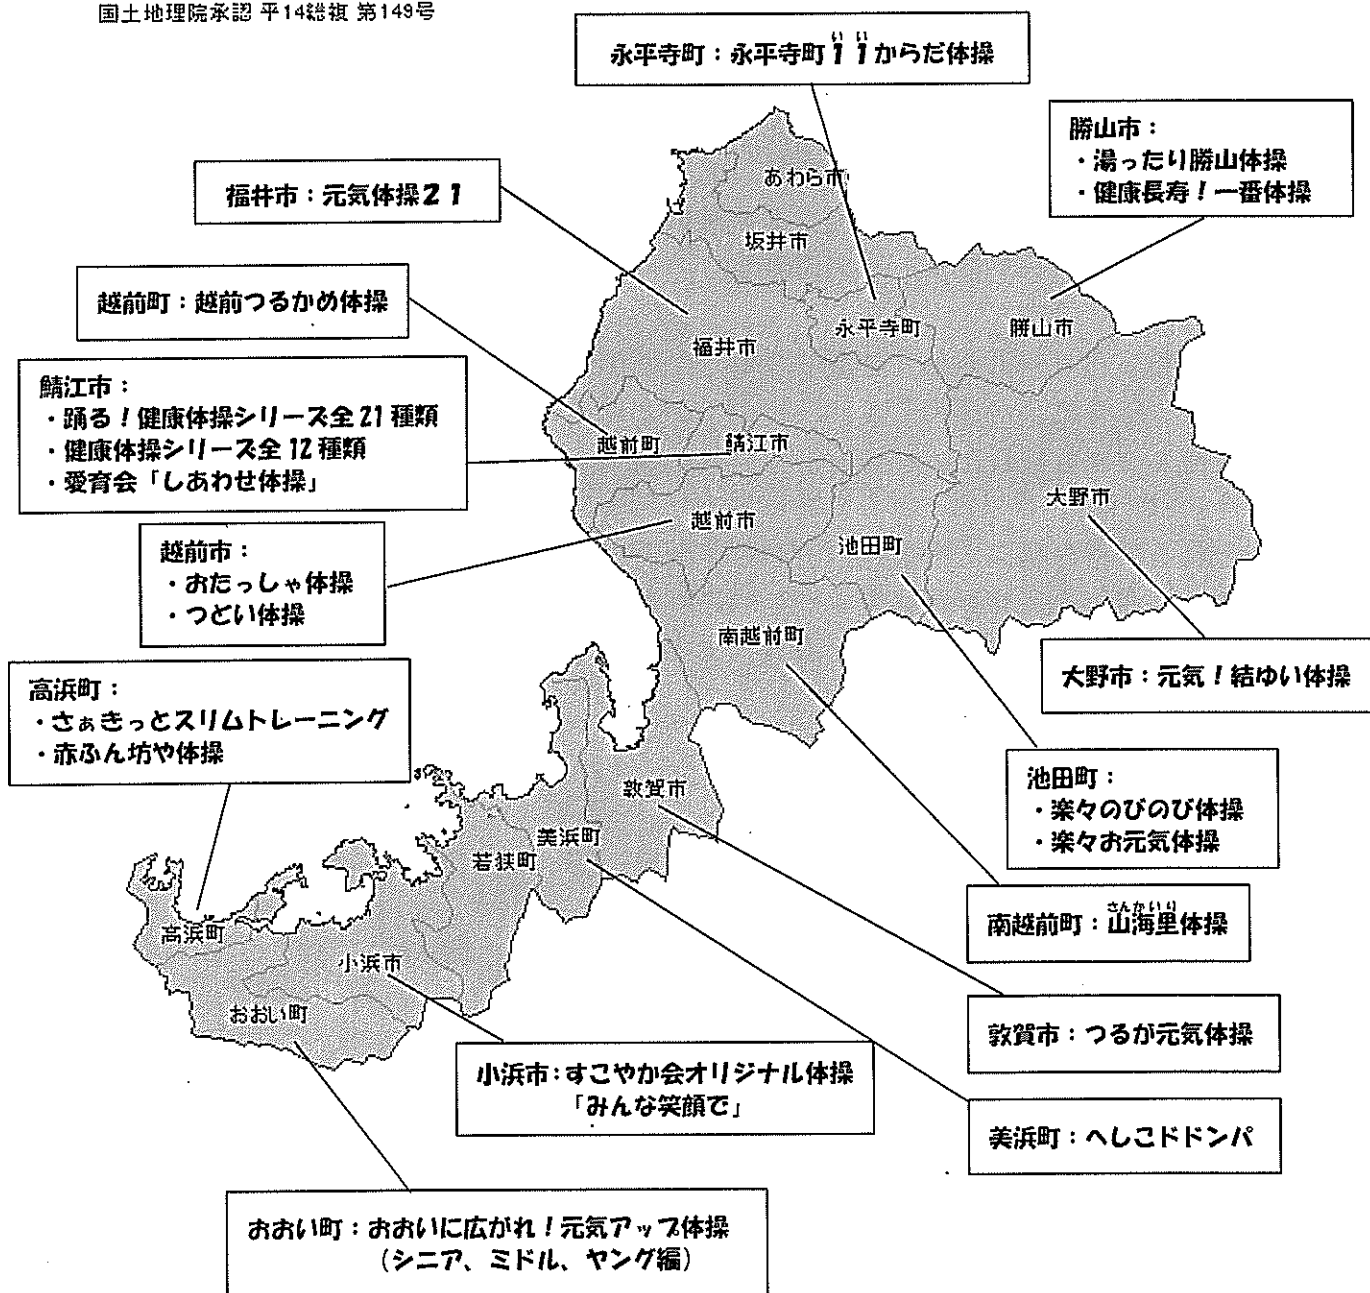 国土地理院承認 平14総複 第149号
永平寺町：永平寺町11からだ体操
いい
勝山市：
・湯ったり勝山体操
・健康長寿！一番体操
福井市：元気体操21
越前町：越前つるかめ体操
鯖江市：
・踊る！健康体操シリーズ全21種類
・健康体操シリーズ全12種類
・愛育会「しあわせ体操」
越前市：
・おたっしゃ体操
・つどい体操
高浜町：
・さぁきっとスリムトレーニング
・赤ふん坊や体操
あわら市
坂井市
永平寺町
勝山市
福井市
越前町
鯖江市
大野市
越前市
池田町
南越前町
敦賀市
美浜町
若狭町
高浜町
小浜市
おおい町
大野市：元気！結ゆい体操
池田町：
・楽々のびのび体操
・楽々お元気体操
さんかいり
南越前町：山海里体操
敦賀市：つるが元気体操
小浜市：すこやか会オリジナル体操
「みんな笑顔で」
美浜町：へしこドドンパ
おおい町：おおいに広がれ！元気アップ体操
（シニア、ミドル、ヤング編）